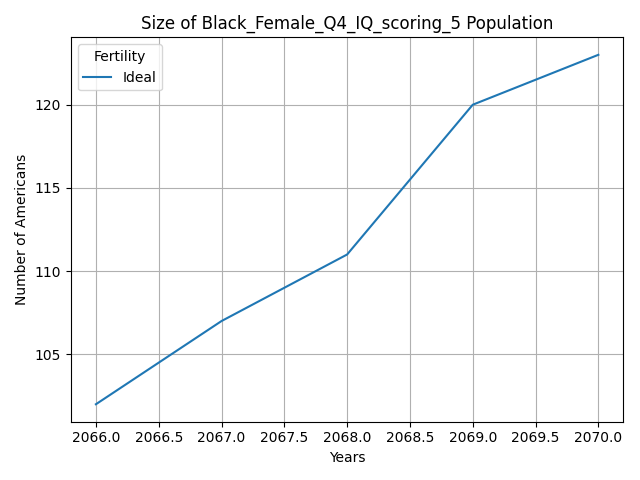 Size of Black_Female_Q4_IQ_scoring_5 Population
Fertility
Ideal
Number of Americans
120
115
110
105
2066.0 2066.5 2067.0 2067.5 2068.0 2068.5 2069.0 2069.5 2070.0
Years